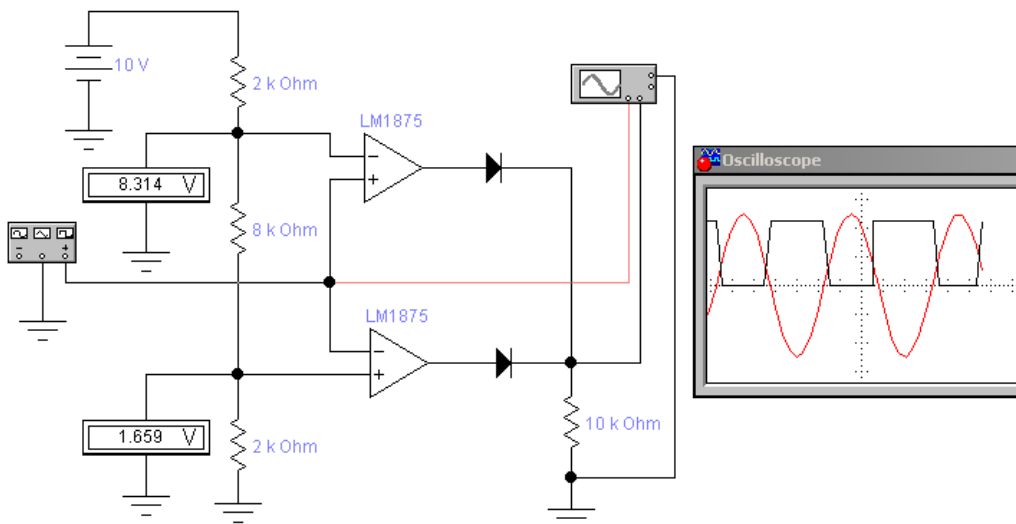 10 V
2 k Ohm
LM1875
8.314 V
8 k Ohm
Oscilloscope
LM1875
1.659 V
2 k Ohm
10 k Ohm